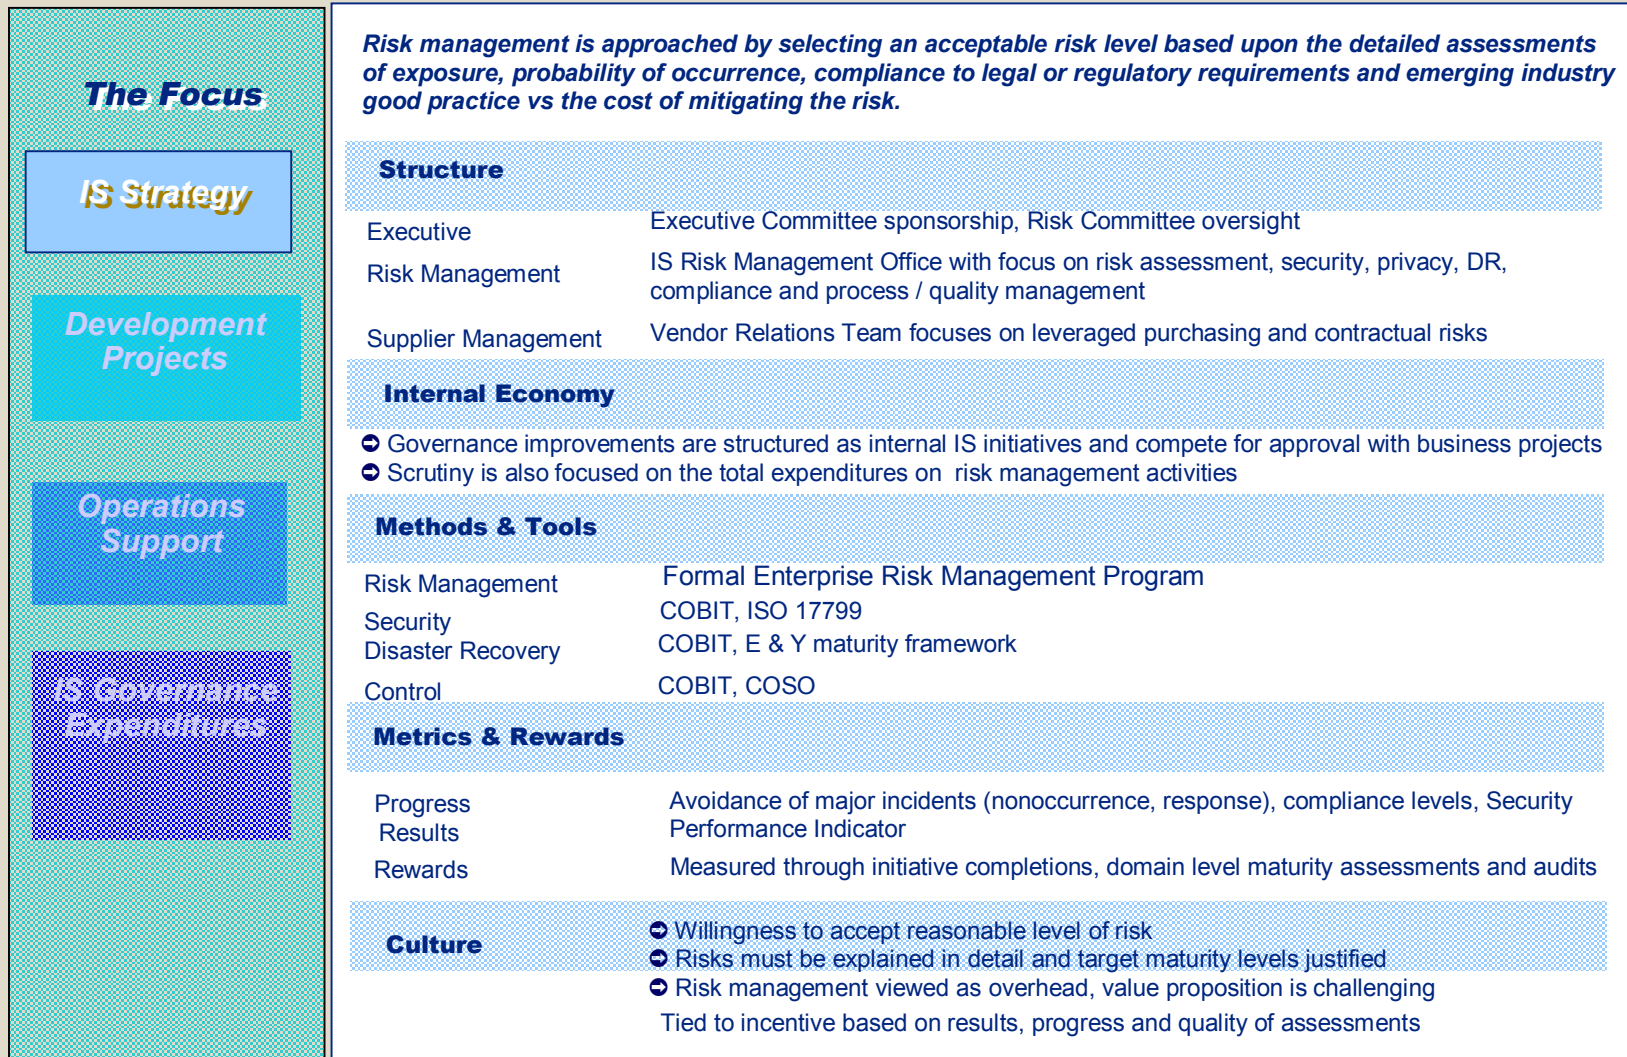 The Focus
IS Strategy
Development
Projects
Operations
Support
IS Governance
Expenditures
Risk management is approached by selecting an acceptable risk level based upon the detailed assessments
of exposure, probability of occurrence, compliance to legal or regulatory requirements and emerging industry
good practice vs the cost of mitigating the risk.
Structure
Executive
Executive Committee sponsorship, Risk Committee oversight
Risk Management
IS Risk Management Office with focus on risk assessment, security, privacy, DR,
compliance and process / quality management
Supplier Management
Vendor Relations Team focuses on leveraged purchasing and contractual risks
Internal Economy
Governance improvements are structured as internal IS initiatives and compete for approval with business projects
Scrutiny is also focused on the total expenditures on risk management activities
Methods & Tools
Risk Management
Formal Enterprise Risk Management Program
Security
COBIT, ISO 17799
Disaster Recovery
COBIT, E & Y maturity framework
Control
COBIT, COSO
Metrics & Rewards
Progress
Avoidance of major incidents (nonoccurrence, response), compliance levels, Security
Results
Performance Indicator
Rewards
Measured through initiative completions, domain level maturity assessments and audits
Culture
Willingness to accept reasonable level of risk
Risks must be explained in detail and target maturity levels justified
Risk management viewed as overhead, value proposition is challenging
Tied to incentive based on results, progress and quality of assessments